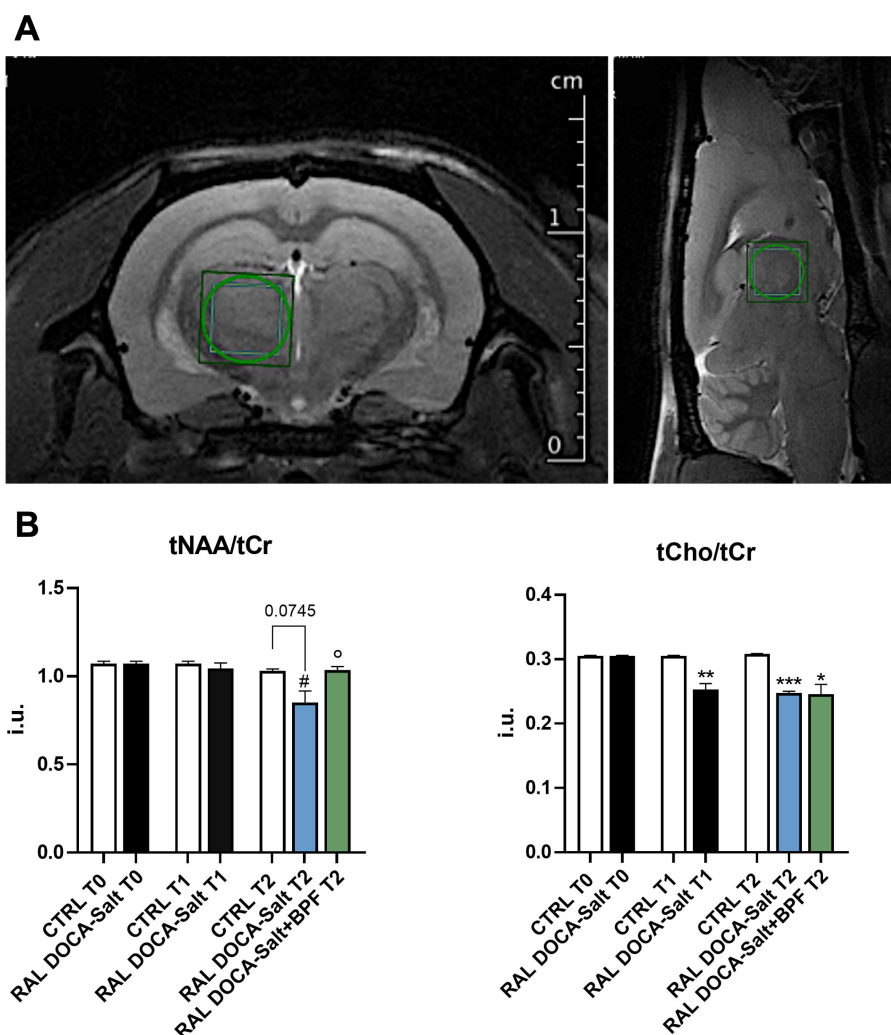 A
cm
1
0
B
tNAA/tCr
1.5
1.0
0.5
0.0
i.u.
0.0745
#
°
CTRL T0
RAL DOCA-Salt T0
CTRL T1
RAL DOCA-Salt T1
CTRL T2
RAL DOCA-Salt T2
RAL DOCA-Salt+BPF T2
tCho/tCr
0.4
0.3
0.2
0.1
0.0
i.u.
**
***
*
CTRL T0
RAL DOCA-Salt T0
CTRL T1
RAL DOCA-Salt T1
CTRL T2
RAL DOCA-Salt T2
RAL DOCA-Salt+BPF T2